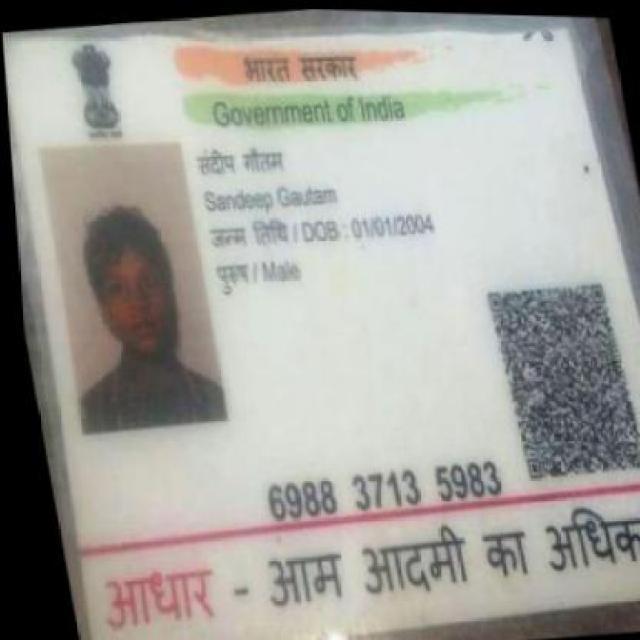 भारत सरकार
Government of India
संदीप गौतम
Sandeep Gautam
जन्म तिथि / DOB : 01/01/2004
पुरुष / Male
6988 3713 5983
आधार - आम आदमी का अधिक